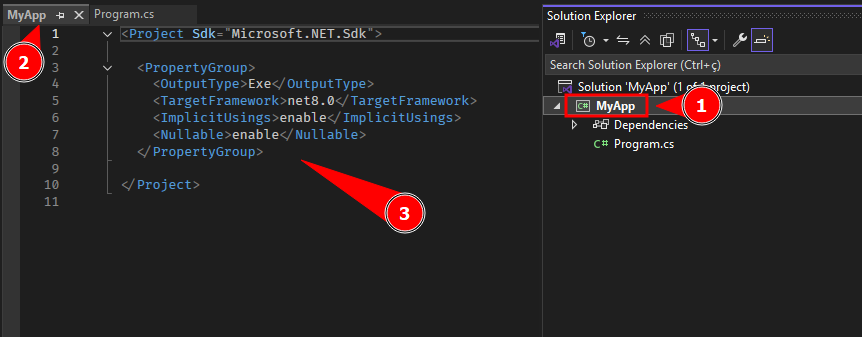 MyApp
Program.cs
2
1 <Project Sdk="Microsoft.NET.Sdk">
2
3 <PropertyGroup>
4 <OutputType>Exe</OutputType>
5 <TargetFramework>net8.0</TargetFramework>
6 <ImplicitUsings>enable</ImplicitUsings>
7 <Nullable>enable</Nullable>
8 </PropertyGroup>
9
10 </Project>
11
3
Solution Explorer
Search Solution Explorer (Ctrl+ç)
Solution 'MyApp' (1 of 1 project)
C# MyApp
1
Dependencies
C# Program.cs